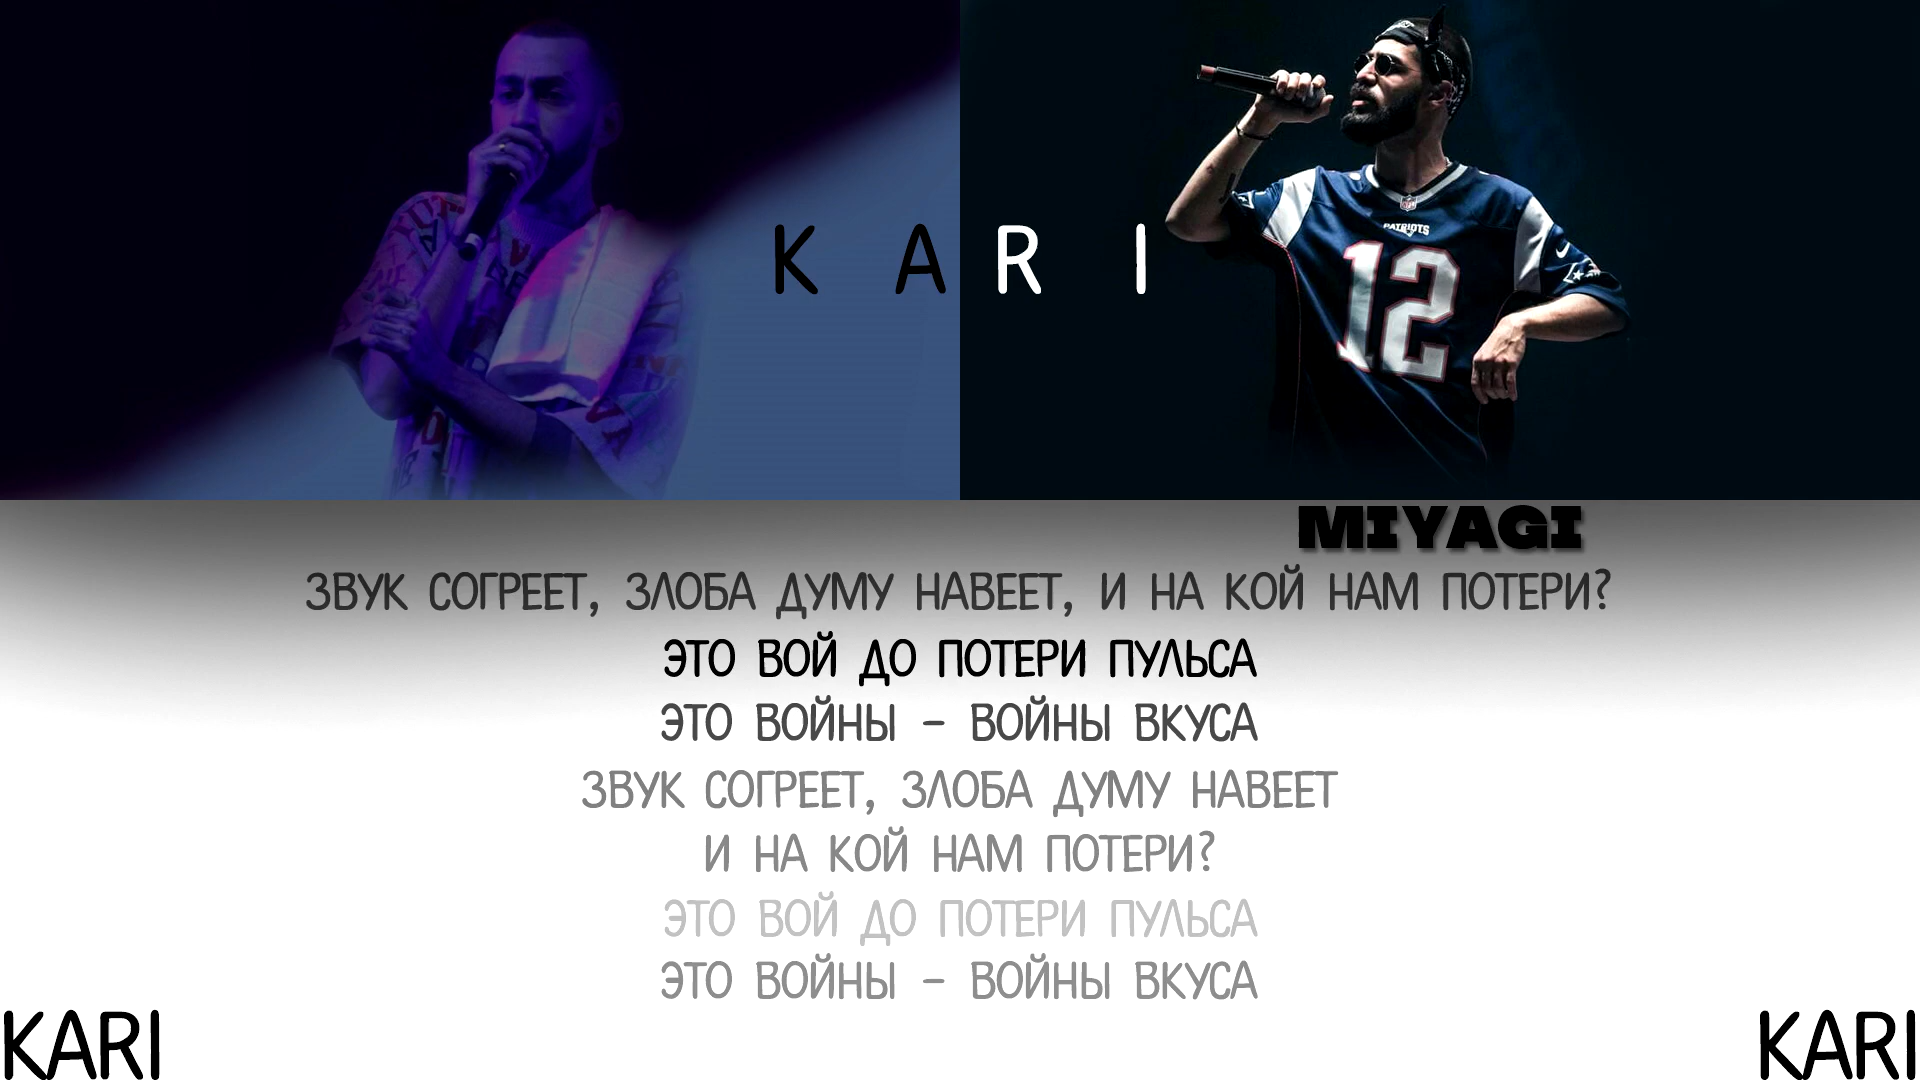 K A R I
PATRIOTS
12
MIYAGI
ЗВУК СОГРЕЕТ, ЗЛОБА ДУМУ НАВЕЕТ, И НА КОЙ НАМ ПОТЕРИ?
ЭТО ВОЙ ДО ПОТЕРИ ПУЛЬСА
ЭТО ВОЙНЫ - ВОЙНЫ ВКУСА
ЗВУК СОГРЕЕТ, ЗЛОБА ДУМУ НАВЕЕТ
И НА КОЙ НАМ ПОТЕРИ?
ЭТО ВОЙ ДО ПОТЕРИ ПУЛЬСА
ЭТО ВОЙНЫ - ВОЙНЫ ВКУСА
KARI
KARI